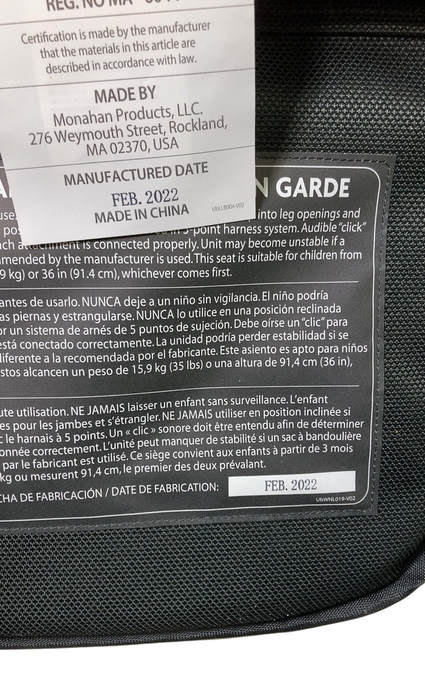 REG. NO MA
Certification is made by the manufacturer
that the materials in this article are
described in accordance with law.
MADE BY
Monahan Products, LLC.
276 Weymouth Street, Rockland,
MA 02370, USA
MANUFACTURED DATE
FEB. 2022
MADE IN CHINA
UbLLB004-V02
N GARDE
into leg openings and
in 5-point harness system. Audible "click"
is connected properly. Unit may become unstable if a
mended by the manufacturer is used. This seat is suitable for children from
9 kg) or 36 in (91.4 cm), whichever comes first.
antes de usarlo. NUNCA deje a un niño sin vigilancia. El niño podría
as piernas y estrangularse. NUNCA lo utilice en una posición reclinada
or un sistema de arnés de 5 puntos de sujeción. Debe oírse un "clic" para
está conectado correctamente. La unidad podría perder estabilidad si se
diferente a la recomendada por el fabricante. Este asiento es apto para niños
stos alcancen un peso de 15,9 kg (35 lbs) o una altura de 91,4 cm (36 in),
ute utilisation. NE JAMAIS laisser un enfant sans surveillance. L'enfant
es pour les jambes et s'étrangler. NE JAMAIS utiliser en position inclinée si
c le harnais à 5 points. Un « clic » sonore doit être entendu afin de déterminer
onnée correctement. L'unité peut manquer de stabilité si un sac à bandoulière
par le fabricant est utilisé. Ce siège convient aux enfants à partir de 3 mois
kg ou mesurent 91,4 cm, le premier des deux prévalant.
CHA DE FABRICACIÓN / DATE DE FABRICATION: FEB. 2022
UbWNL019-V02